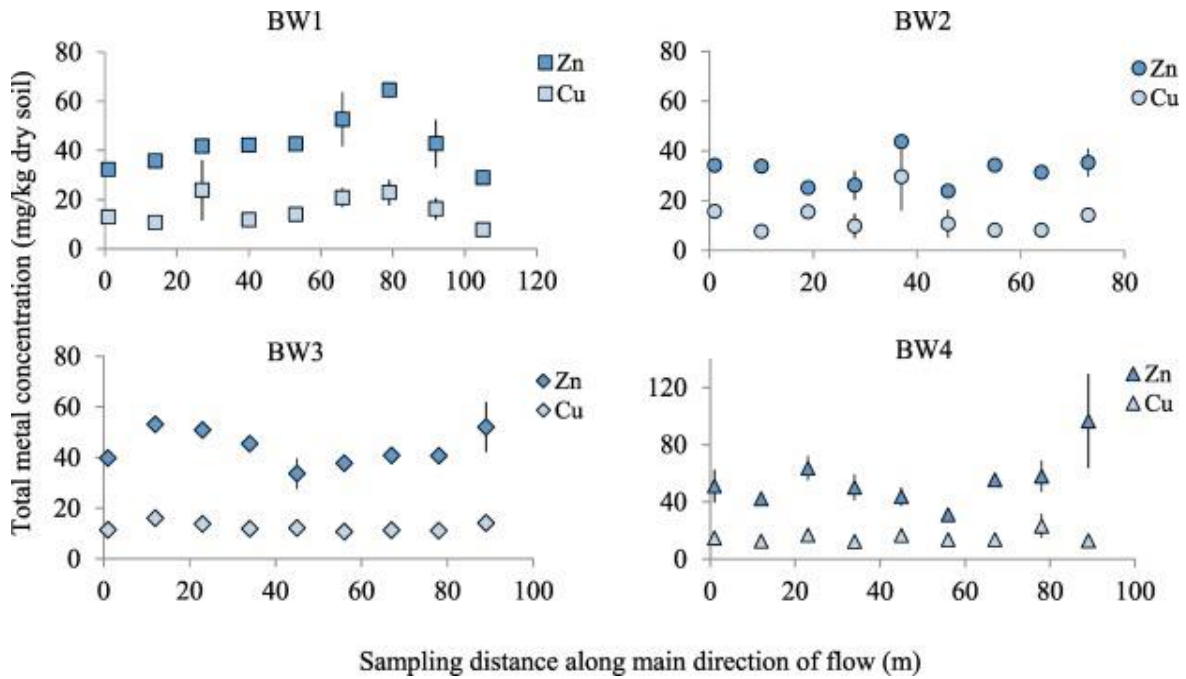 BW1
80
60
40
20
0
0 20 40 60 80 100 120
Zn
Cu
BW2
80
60
40
20
0
0 20 40 60 80
Zn
Cu
BW3
80
60
40
20
0
0 20 40 60 80 100
Zn
Cu
BW4
120
80
40
0
0 20 40 60 80 100
Zn
Cu
Total metal concentration (mg/kg dry soil)
Sampling distance along main direction of flow (m)